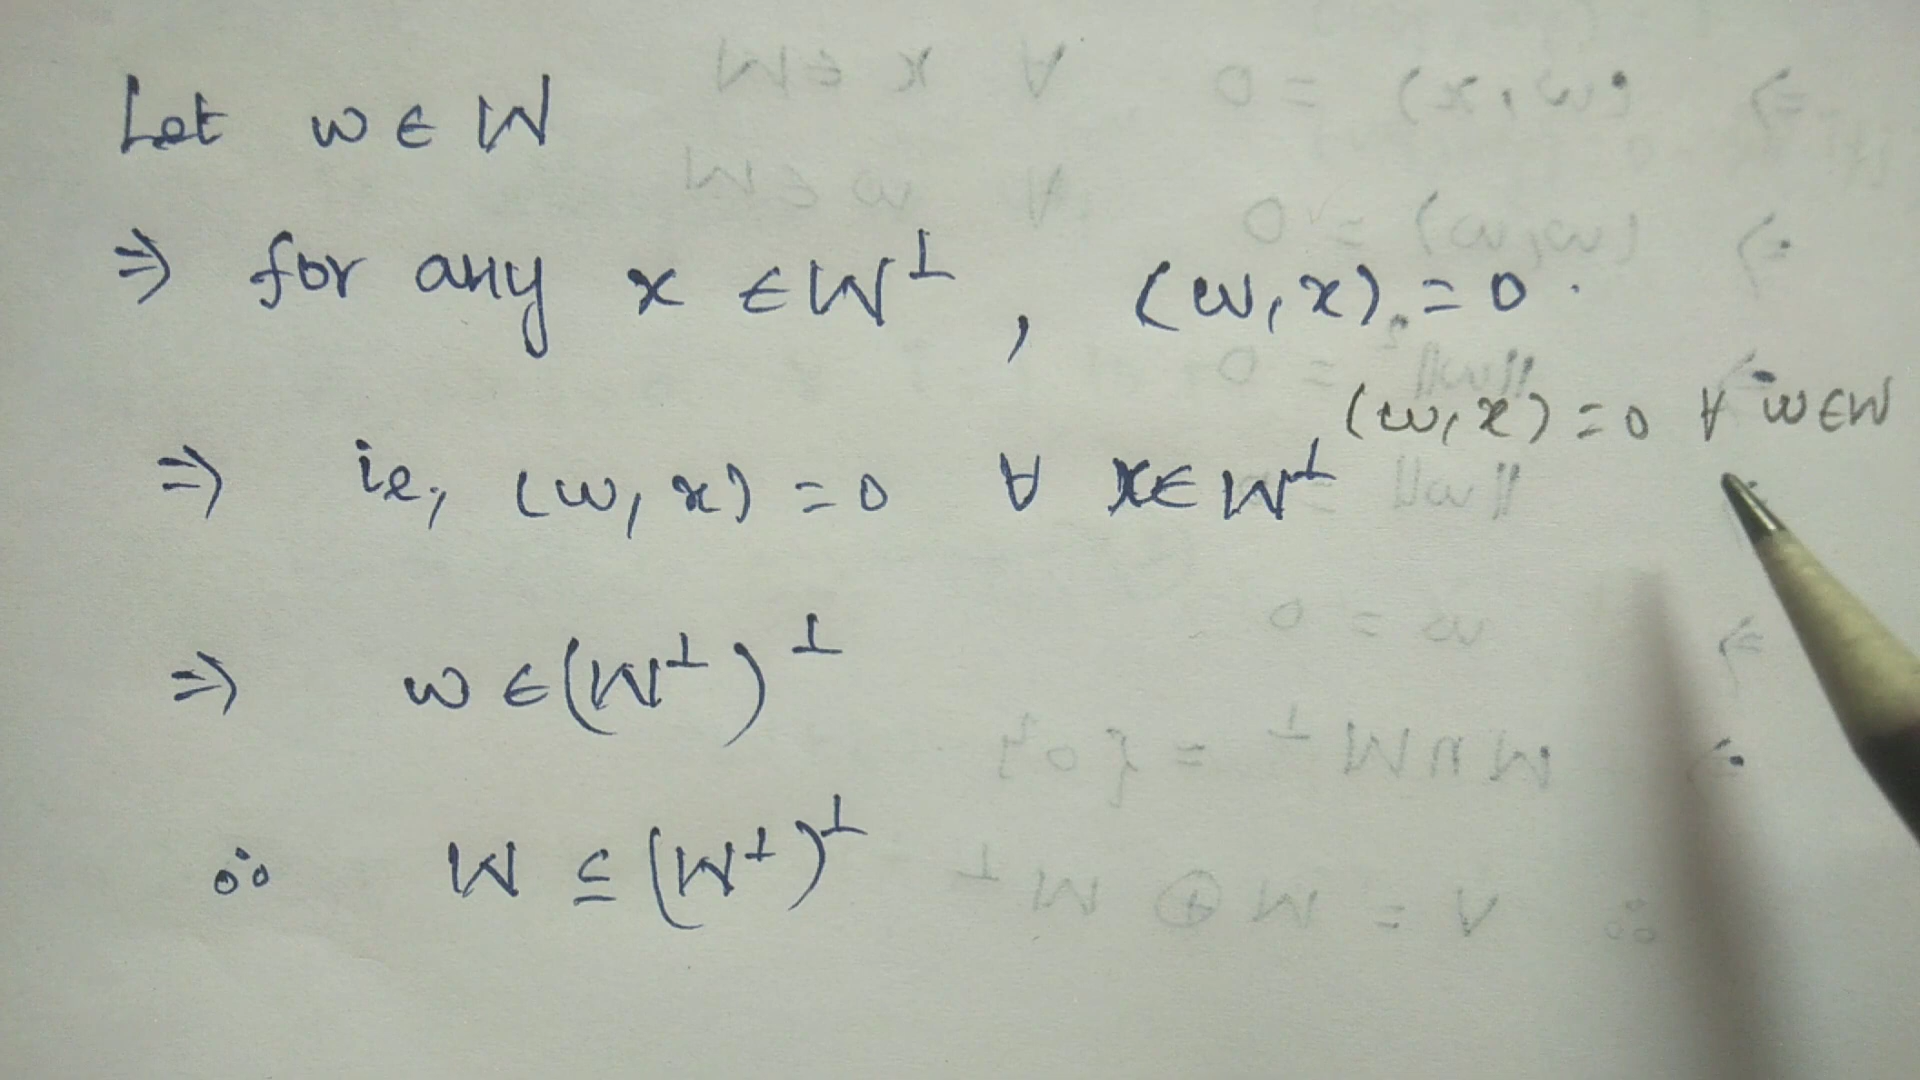 Let w ∈ W
⇒ for any x ∈ W⊥, (w, x) = 0.
(w, x) = 0 ∀ w ∈ W
⇒ ie, (w, x) = 0 ∀ x ∈ W⊥
⇒ w ∈ (W⊥)⊥
∴ W ⊆ (W⊥)⊥